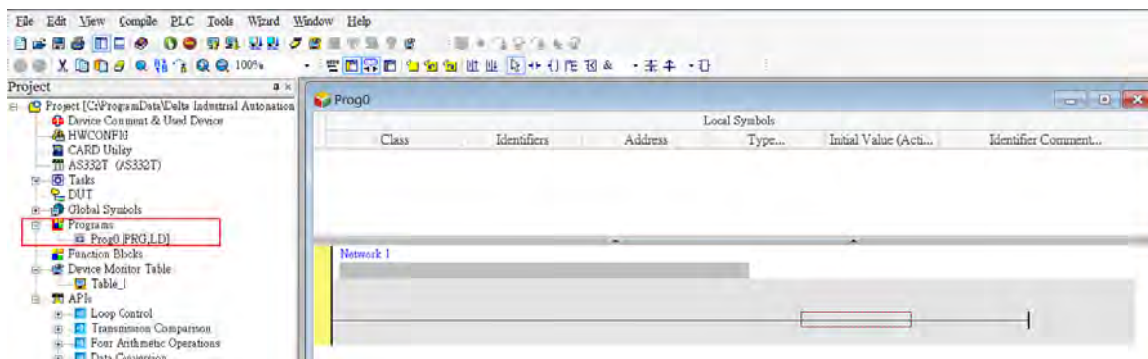 File Edit View Compile PLC Tools Wizard Window Help
100%
Project
Project [C:\ProgramData\Delta Industrial Automation
Device Comment & Used Device
HWCONFIG
CARD Utility
AS332T (AS332T)
Tasks
DUT
Global Symbols
Programs
Prog0 [PRG,LD]
Function Blocks
Device Monitor Table
Table_1
APIs
Loop Control
Transmission Comparison
Four Arithmetic Operations
Data Conversion
Prog0
Local Symbols
Class Identifiers Address Type... Initial Value (Acti... Identifier Comment...
Network 1